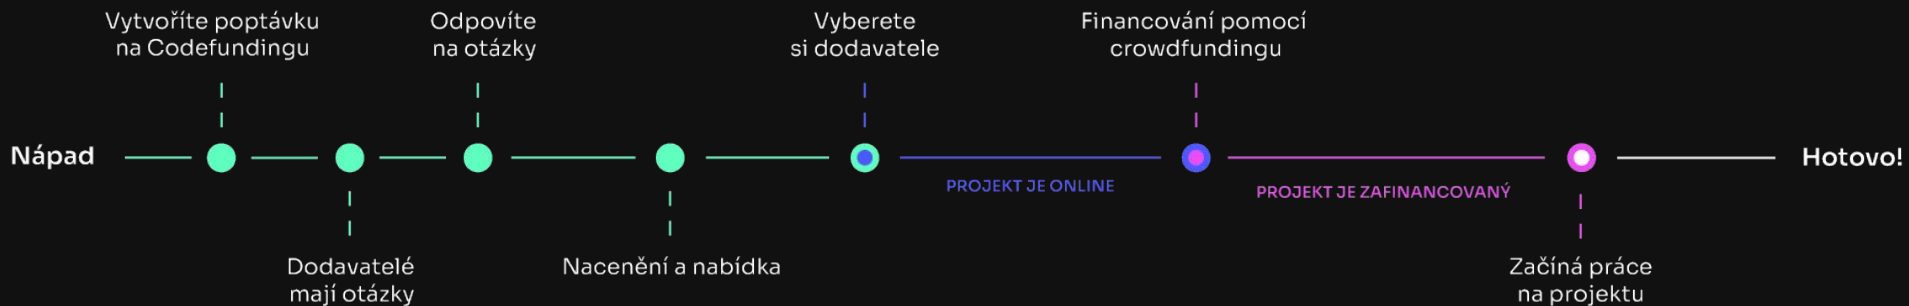 Vytvoříte poptávku
na Codefundingu
Odpovíte
na otázky
Vyberete
si dodavatele
Financování pomocí
crowdfundingu
Nápad
Hotovo!
PROJEKT JE ONLINE
PROJEKT JE ZAFINANCOVANÝ
Dodavatelé
mají otázky
Nacenění a nabídka
Začíná práce
na projektu